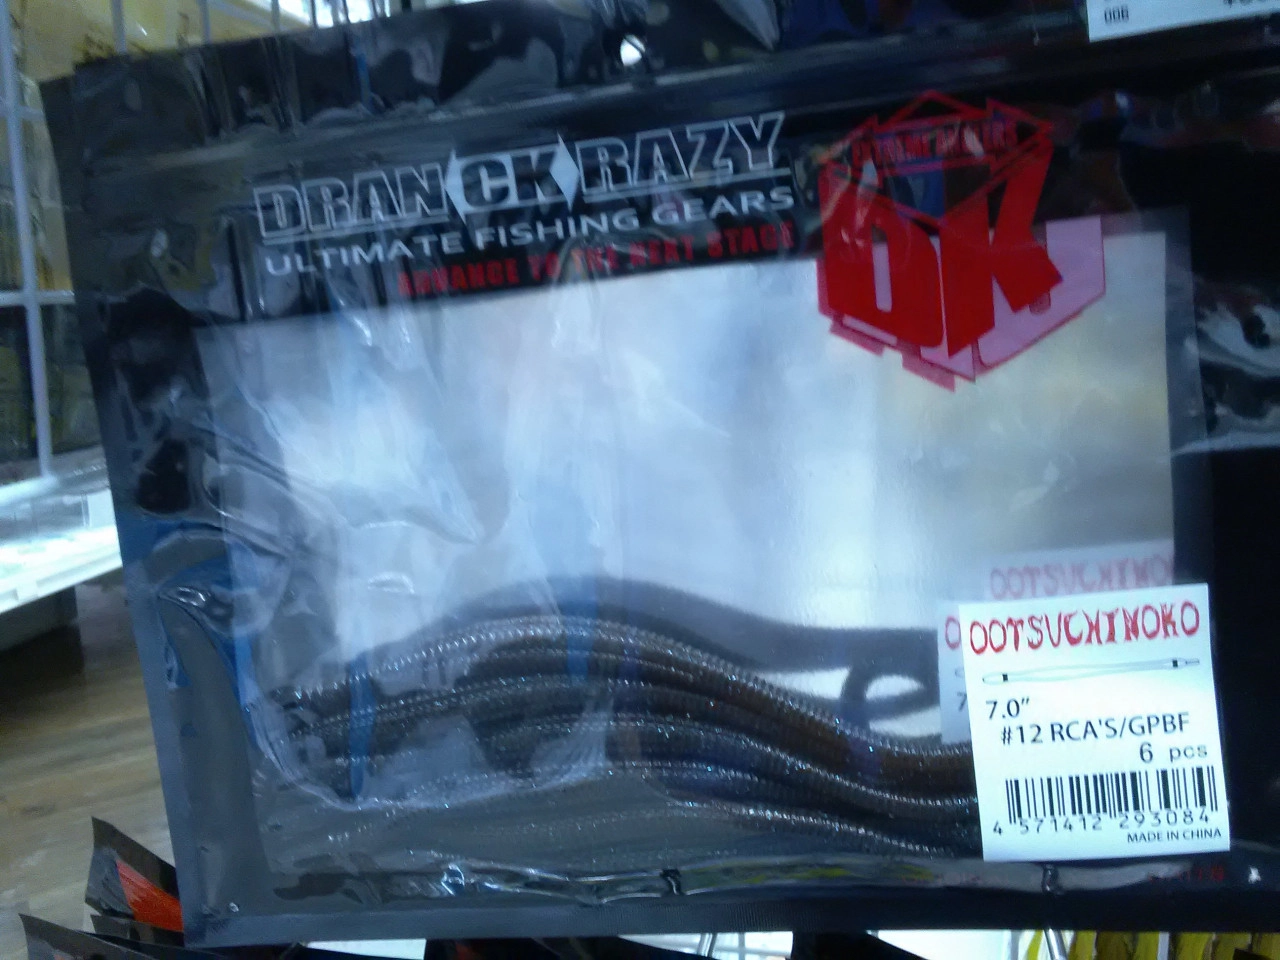 006
DRANCKRAZY
ULTIMATE FISHING GEARS
ADVANCE TO THE NEXT STAGE
DK
OOTSUCHINOKO
OOTSUCHINOKO
7.0"
#12 RCA'S/GPBF
6 pcs
4 571412 293084
MADE IN CHINA